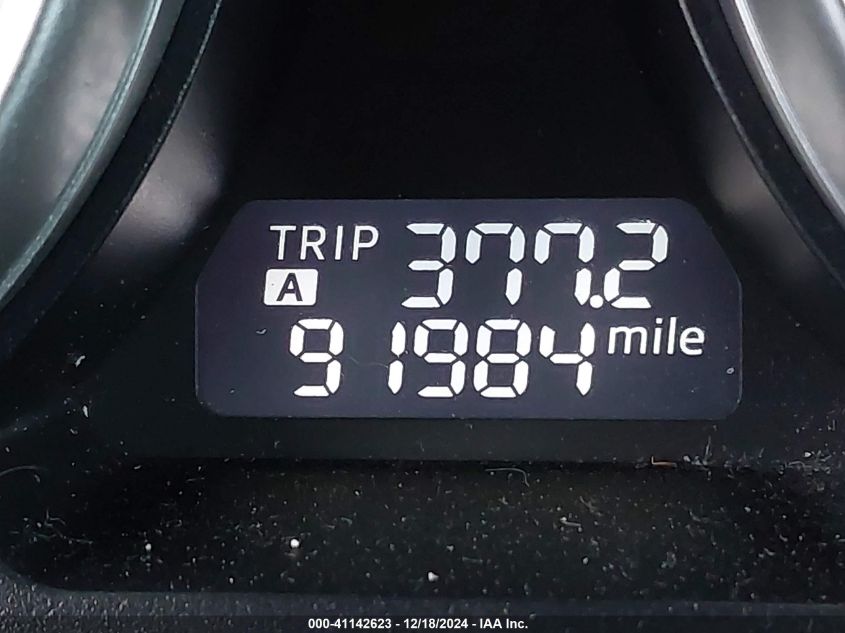 TRIP 377.2
A
91984 mile
000-41142623 - 12/18/2024 - IAA Inc.